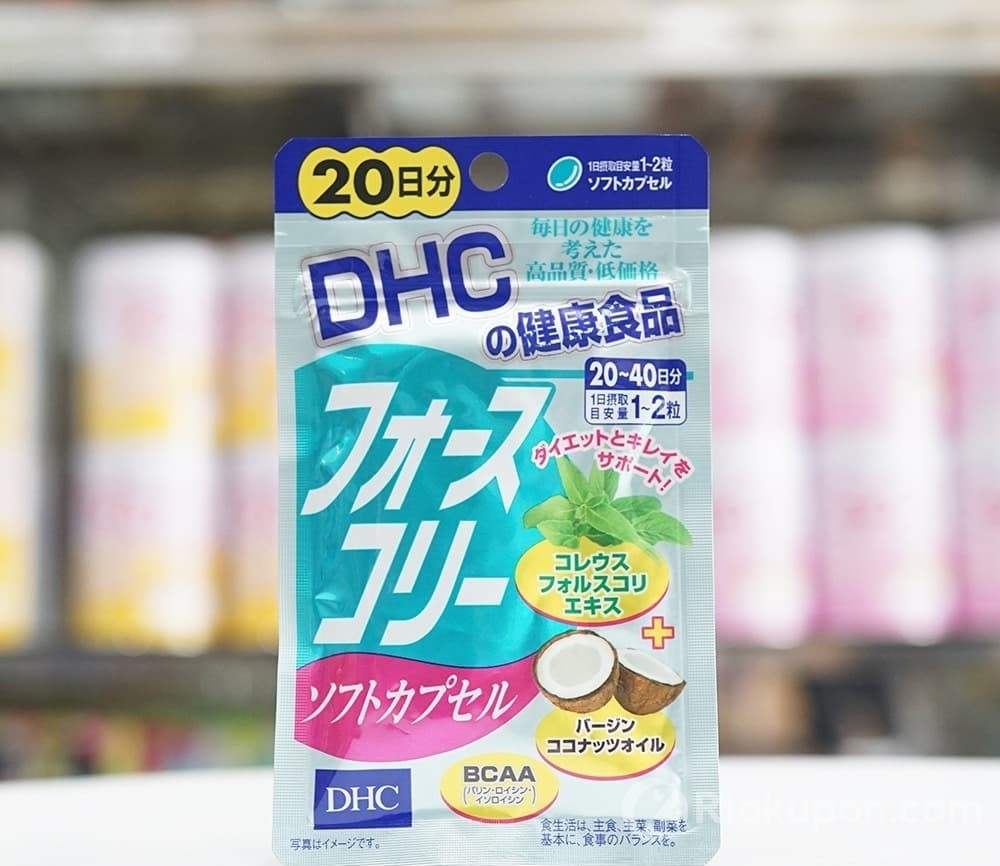 20日分
1日摂取目安量1~2粒
ソフトカプセル
毎日の健康を
考えた
高品質・低価格
DHC
の健康食品
20~40日分
1日摂取
目安量 1~2粒
ダイエットとキレイを
サポート!
フォース
コリー
コレウス
フォルスコリ
エキス
+
ソフトカプセル
バージン
ココナッツオイル
BCAA
(バリン・ロイシン・
イソロイシン)
DHC
写真はイメージです。
食生活は、主食、主菜、副菜を
基本に、食事のバランスを。
Riokupon.com